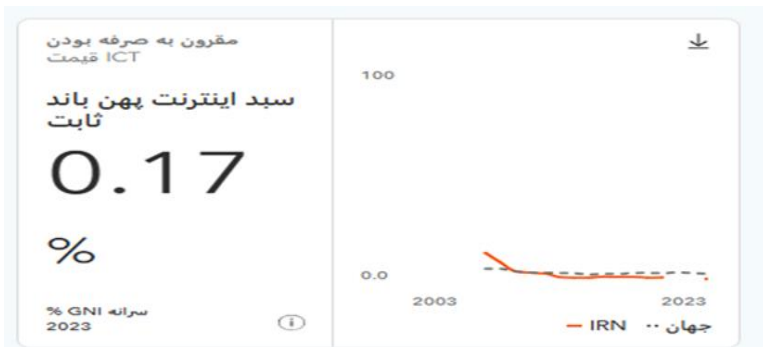 مقرون به صرفه بودن
قیمت ICT
سبد اینترنت پهن باند
ثابت
0.17
%
% GNI سرانه
2023
100
0.0
2003
2023
IRN
جهان